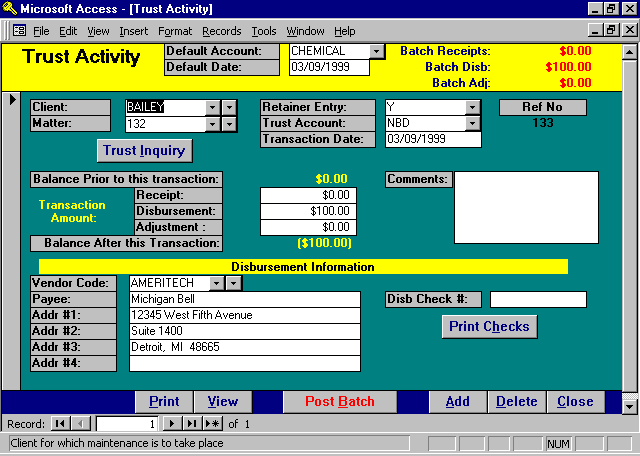 Microsoft Access - [Trust Activity]
File Edit View Insert Format Records Tools Window Help
Trust Activity
Default Account: CHEMICAL
Default Date: 03/09/1999
Batch Receipts: $0.00
Batch Disb: $100.00
Batch Adj: $0.00
Client: BAILEY
Matter: 132
Retainer Entry: Y
Trust Account: NBD
Transaction Date: 03/09/1999
Ref No
133
Trust Inquiry
Balance Prior to this transaction: $0.00
Transaction Amount:
Receipt: $0.00
Disbursement: $100.00
Adjustment : $0.00
Balance After this Transaction: ($100.00)
Comments:
Disbursement Information
Vendor Code: AMERITECH
Payee: Michigan Bell
Addr #1: 12345 West Fifth Avenue
Addr #2: Suite 1400
Addr #3: Detroit, MI 48665
Addr #4:
Disb Check #:
Print Checks
Print View Post Batch Add Delete Close
Record: 1 of 1
Client for which maintenance is to take place NUM